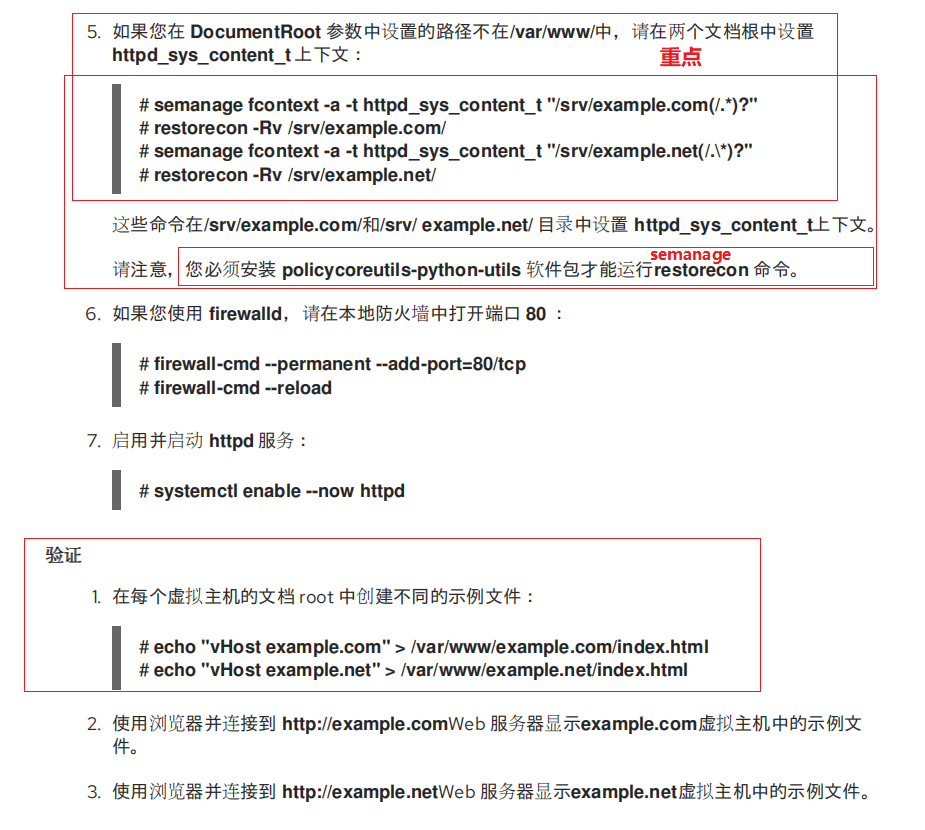 5. 如果您在 DocumentRoot 参数中设置的路径不在/var/www/中，请在两个文档根中设置
httpd_sys_content_t 上下文：
重点
# semanage fcontext -a -t httpd_sys_content_t "/srv/example.com(/.*)?"
# restorecon -Rv /srv/example.com/
# semanage fcontext -a -t httpd_sys_content_t "/srv/example.net(/.\*)?"
# restorecon -Rv /srv/example.net/
这些命令在/srv/example.com/和/srv/ example.net/ 目录中设置 httpd_sys_content_t上下文。
semanage
请注意，您必须安装 policycoreutils-python-utils 软件包才能运行restorecon 命令。
6. 如果您使用 firewalld，请在本地防火墙中打开端口 80 ：
# firewall-cmd --permanent --add-port=80/tcp
# firewall-cmd --reload
7. 启用并启动 httpd 服务：
# systemctl enable --now httpd
验证
1. 在每个虚拟主机的文档 root 中创建不同的示例文件：
# echo "vHost example.com" > /var/www/example.com/index.html
# echo "vHost example.net" > /var/www/example.net/index.html
2. 使用浏览器并连接到 http://example.comWeb 服务器显示example.com虚拟主机中的示例文
件。
3. 使用浏览器并连接到 http://example.netWeb 服务器显示example.net虚拟主机中的示例文件。